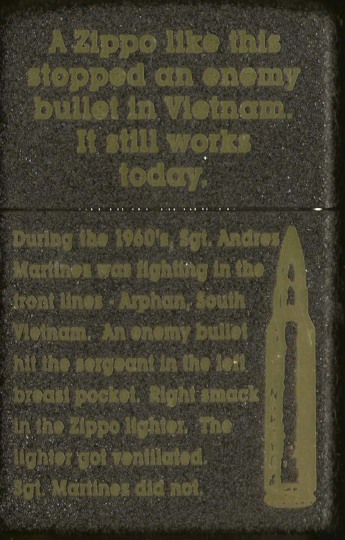 A Zippo like this
stopped an enemy
bullet in Vietnam.
It still works
today.
During the 1960's, Sgt. Andres
Martinez was fighting in the
front lines - Arphan, South
Vietnam. An enemy bullet
hit the sergeant in the left
breast pocket. Right smack
in the Zippo lighter. The
lighter got ventilated.
Sgt. Martinez did not.